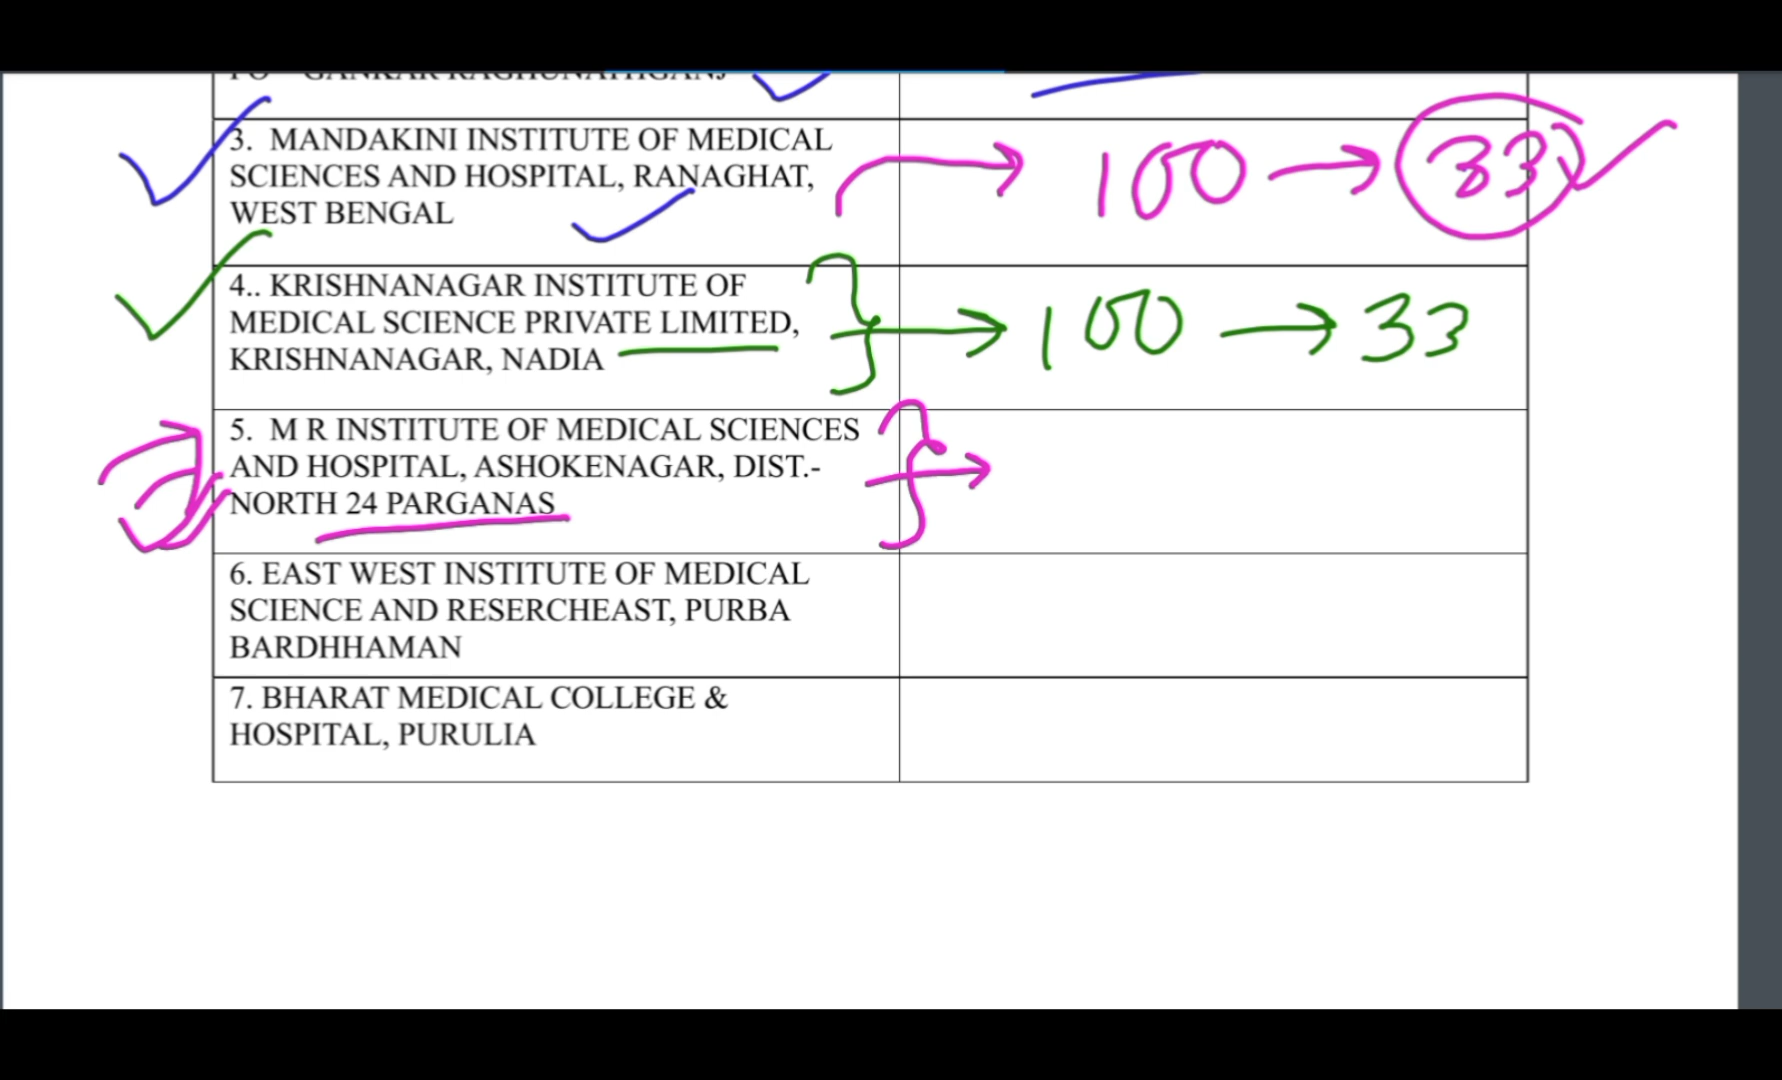 3. MANDAKINI INSTITUTE OF MEDICAL
SCIENCES AND HOSPITAL, RANAGHAT,
WEST BENGAL
100 → 33
4.. KRISHNANAGAR INSTITUTE OF
MEDICAL SCIENCE PRIVATE LIMITED,
KRISHNANAGAR, NADIA
100 → 33
5. M R INSTITUTE OF MEDICAL SCIENCES
AND HOSPITAL, ASHOKENAGAR, DIST.-
NORTH 24 PARGANAS
6. EAST WEST INSTITUTE OF MEDICAL
SCIENCE AND RESERCHEAST, PURBA
BARDHHAMAN
7. BHARAT MEDICAL COLLEGE &
HOSPITAL, PURULIA